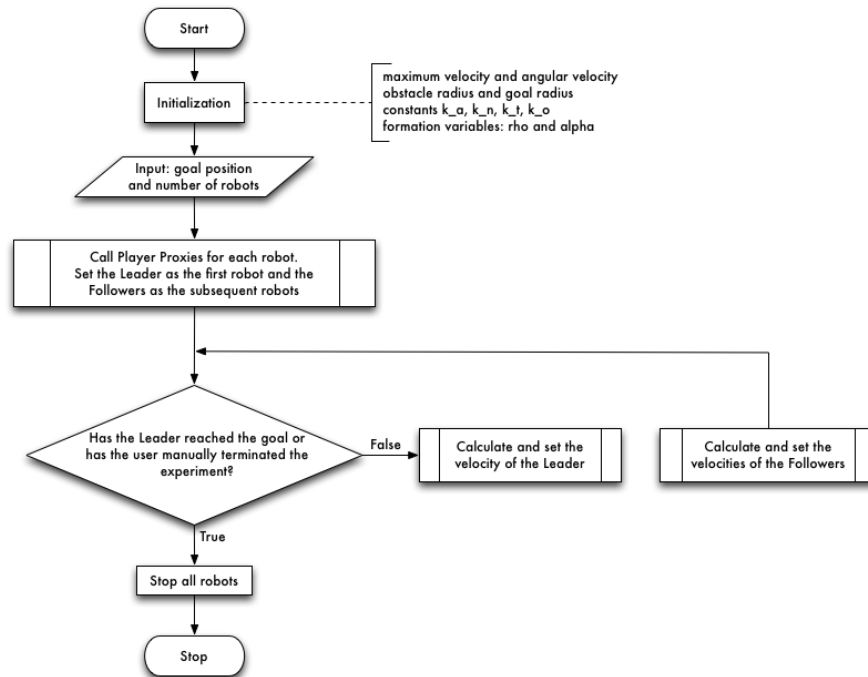 Start
Initialization
maximum velocity and angular velocity
obstacle radius and goal radius
constants k_a, k_n, k_t, k_o
formation variables: rho and alpha
Input: goal position
and number of robots
Call Player Proxies for each robot.
Set the Leader as the first robot and the
Followers as the subsequent robots
Has the Leader reached the goal or
has the user manually terminated the
experiment?
False
Calculate and set the
velocity of the Leader
Calculate and set the
velocities of the Followers
True
Stop all robots
Stop